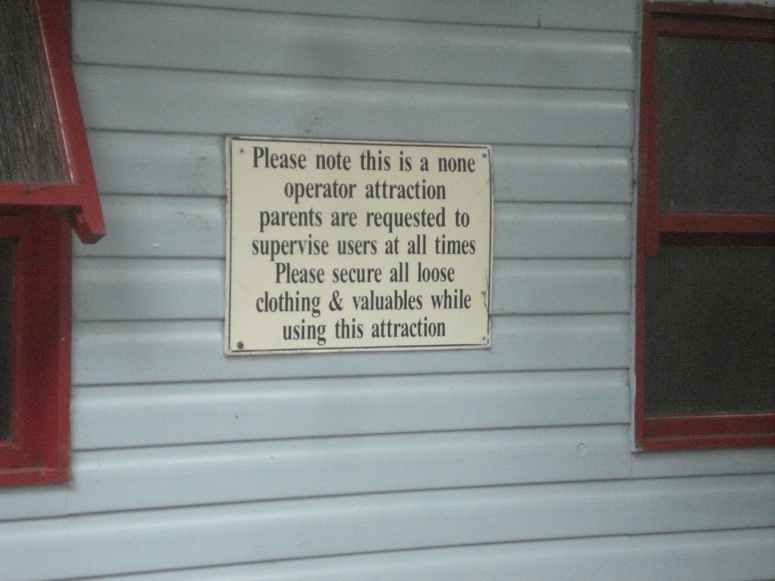 Please note this is a none
operator attraction
parents are requested to
supervise users at all times
Please secure all loose
clothing & valuables while
using this attraction